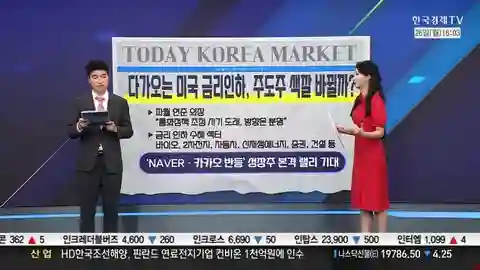 한국경제TV
26일(월) 16:03
TODAY KOREA MARKET
다가오는 미국 금리인하, 주도주 색깔 바뀔까?
▶ 파월 연준 의장
"통화정책 조정 시기 도래, 방향은 분명"
▶ 금리 인하 수혜 섹터
바이오, 2차전지, 자동차, 신재생에너지, 증권, 건설 등
'NAVER·카카오 반등' 성장주 본격 랠리 기대
362 ▲ 5 인크레더블버즈 4,600 ▼ 260 인크로스 6,690 ▼ 50 인탑스 23,900 ▼ 500 인터엠 1,099 ▲ 4
산 업 HD한국조선해양, 핀란드 연료전지기업 컨비온 1천억원에 인수 나스닥선물(D) 19786.50 ▼ 4.25